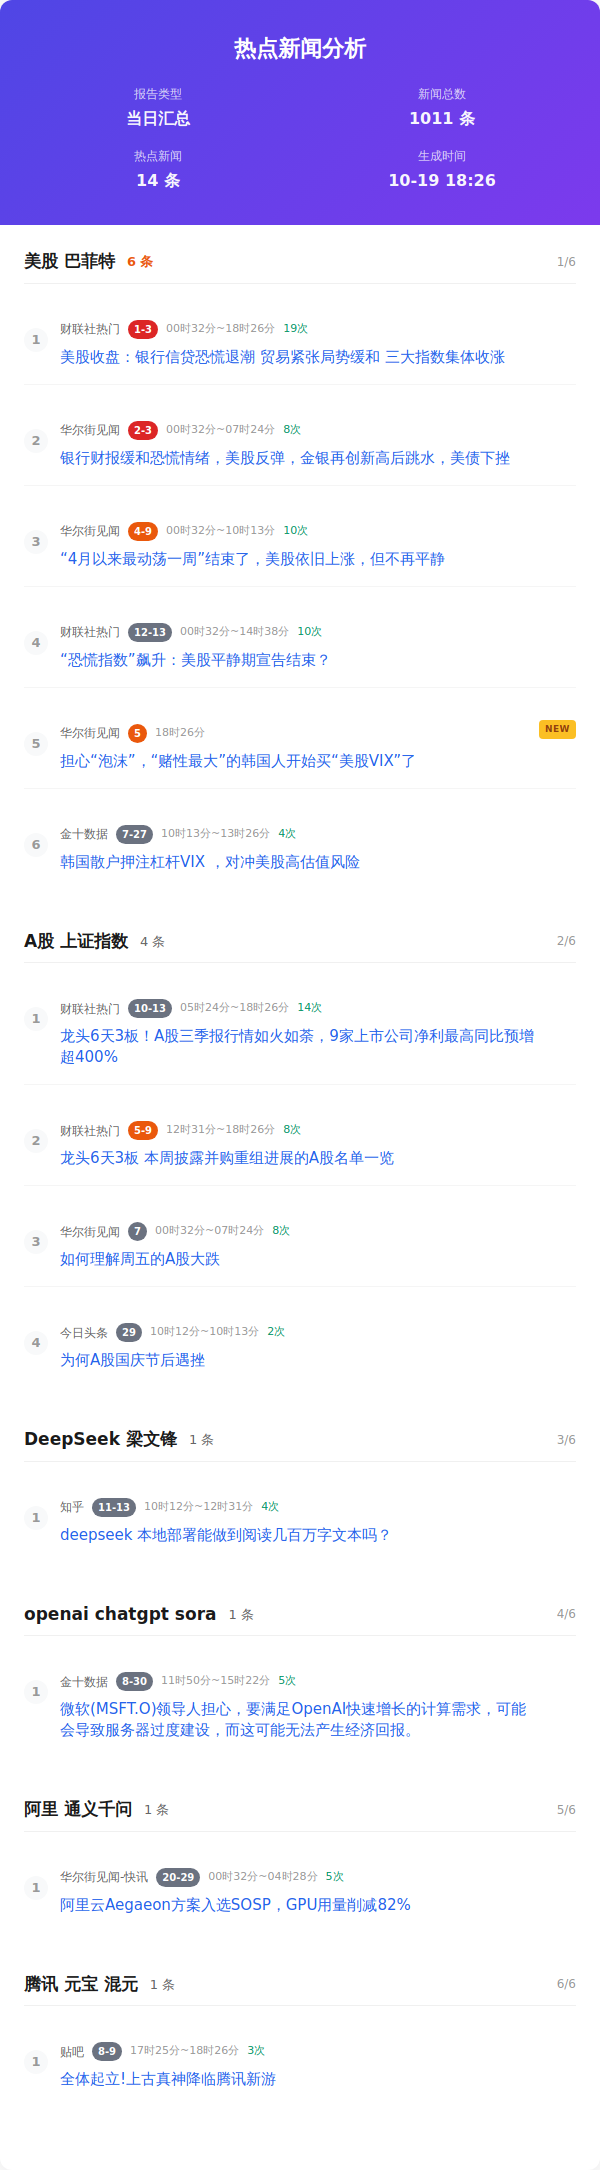 热点新闻分析
报告类型
新闻总数
当日汇总
1011 条
热点新闻
生成时间
14 条
10-19 18:26
美股 巴菲特 6 条 1/6
1 财联社热门 1-3 00时32分~18时26分 19次
美股收盘：银行信贷恐慌退潮 贸易紧张局势缓和 三大指数集体收涨
2 华尔街见闻 2-3 00时32分~07时24分 8次
银行财报缓和恐慌情绪，美股反弹，金银再创新高后跳水，美债下挫
3 华尔街见闻 4-9 00时32分~10时13分 10次
“4月以来最动荡一周”结束了，美股依旧上涨，但不再平静
4 财联社热门 12-13 00时32分~14时38分 10次
“恐慌指数”飙升：美股平静期宣告结束？
5 华尔街见闻 5 18时26分 NEW
担心“泡沫”，“赌性最大”的韩国人开始买“美股VIX”了
6 金十数据 7-27 10时13分~13时26分 4次
韩国散户押注杠杆VIX ，对冲美股高估值风险
A股 上证指数 4 条 2/6
1 财联社热门 10-13 05时24分~18时26分 14次
龙头6天3板！A股三季报行情如火如荼，9家上市公司净利最高同比预增
超400%
2 财联社热门 5-9 12时31分~18时26分 8次
龙头6天3板 本周披露并购重组进展的A股名单一览
3 华尔街见闻 7 00时32分~07时24分 8次
如何理解周五的A股大跌
4 今日头条 29 10时12分~10时13分 2次
为何A股国庆节后遇挫
DeepSeek 梁文锋 1 条 3/6
1 知乎 11-13 10时12分~12时31分 4次
deepseek 本地部署能做到阅读几百万字文本吗？
openai chatgpt sora 1 条 4/6
1 金十数据 8-30 11时50分~15时22分 5次
微软(MSFT.O)领导人担心，要满足OpenAI快速增长的计算需求，可能
会导致服务器过度建设，而这可能无法产生经济回报。
阿里 通义千问 1 条 5/6
1 华尔街见闻-快讯 20-29 00时32分~04时28分 5次
阿里云Aegaeon方案入选SOSP，GPU用量削减82%
腾讯 元宝 混元 1 条 6/6
1 贴吧 8-9 17时25分~18时26分 3次
全体起立!上古真神降临腾讯新游